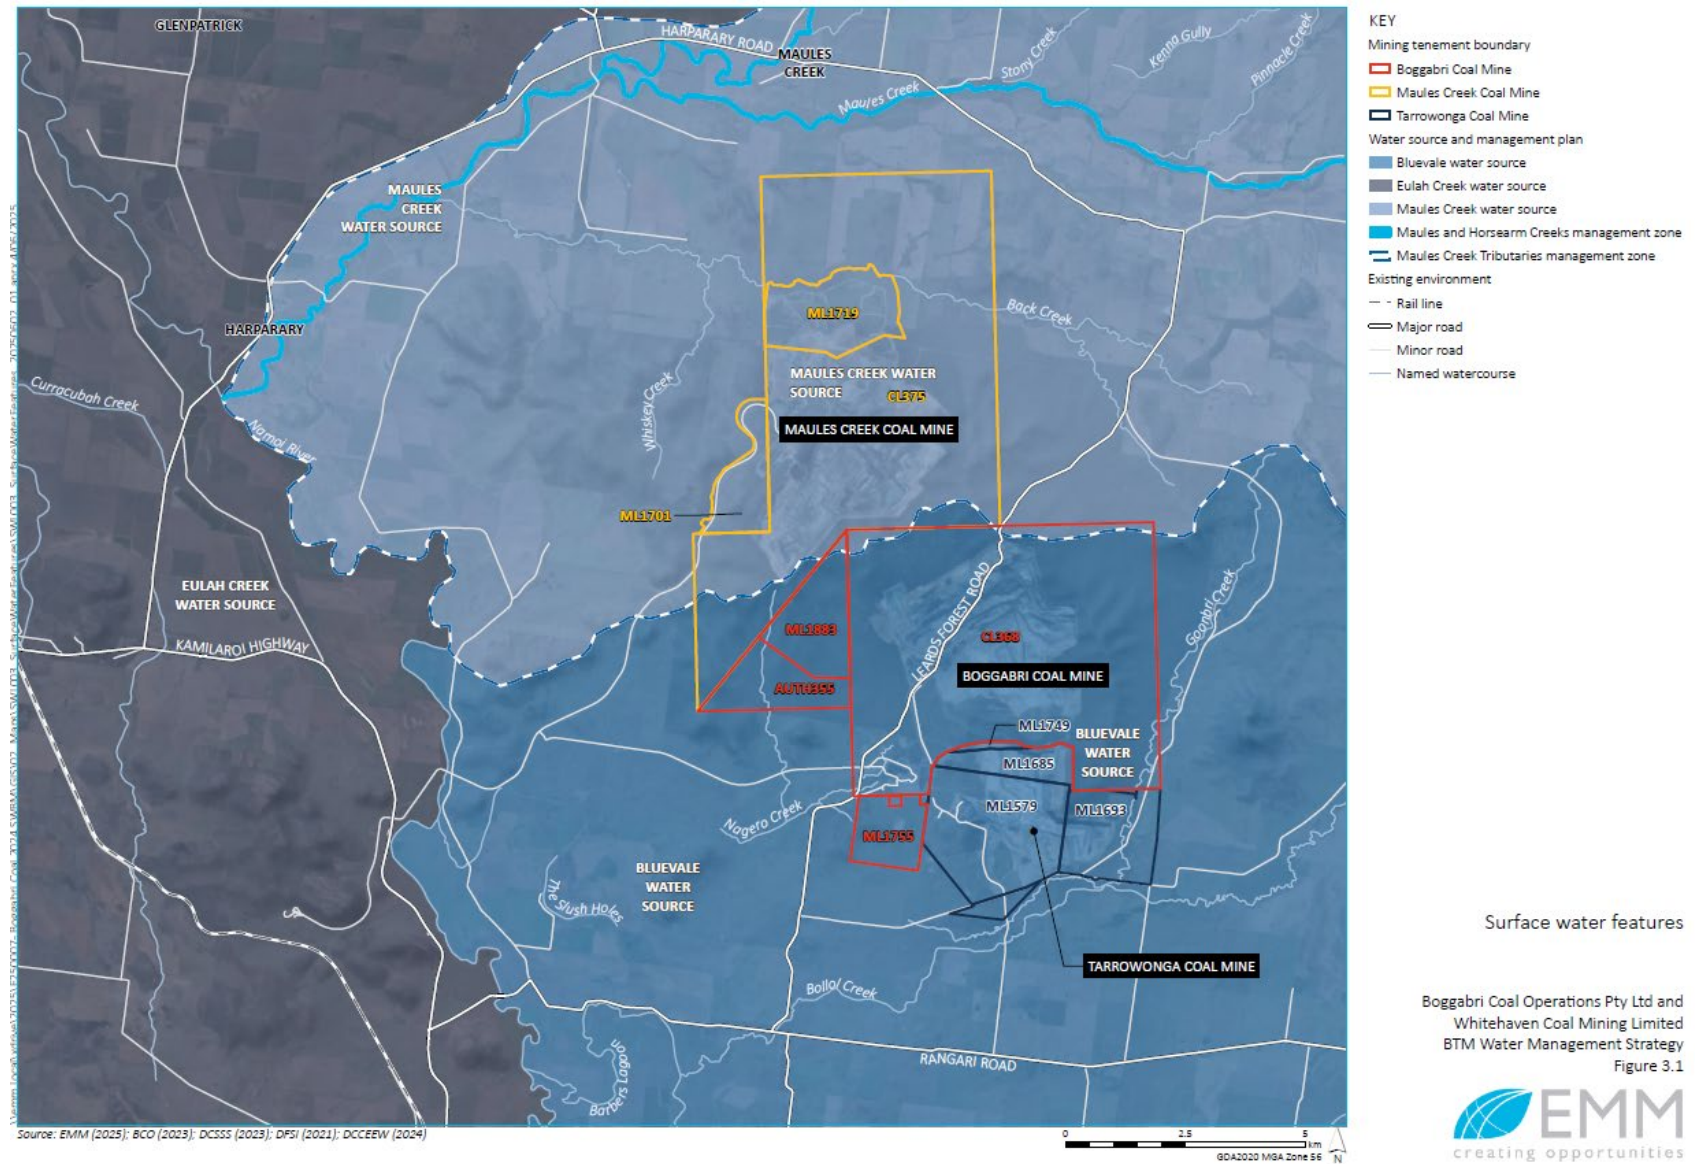 GLENPATRICK
HARPARARY ROAD
MAULES
CREEK
Stony Creek
Kenna Gully
Pinnacle Creek
Maules Creek
MAULES
CREEK
WATER SOURCE
HARPARARY
Curracubah Creek
Namoi River
Whiskey Creek
ML1719
Back Creek
MAULES CREEK WATER
SOURCE
CL375
MAULES CREEK COAL MINE
ML1701
EULAH CREEK
WATER SOURCE
KAMILAROI HIGHWAY
ML1883
AUTH355
LEARDS FOREST ROAD
CL368
BOGGABRI COAL MINE
Goonbri Creek
ML1749
BLUEVALE
WATER
SOURCE
ML1685
ML1579
ML1693
Nagero Creek
ML1755
BLUEVALE
WATER
SOURCE
The Slush Holes
TARROWONGA COAL MINE
Bollol Creek
RANGARI ROAD
Barbers Lagoon
Source: EMM (2025); BCO (2023); DCSSS (2023); DFSI (2021); DCCEEW (2024)
0 2.5 5
km
GDA2020 MGA Zone 56
N
KEY
Mining tenement boundary
Boggabri Coal Mine
Maules Creek Coal Mine
Tarrowonga Coal Mine
Water source and management plan
Bluevale water source
Eulah Creek water source
Maules Creek water source
Maules and Horsearm Creeks management zone
Maules Creek Tributaries management zone
Existing environment
Rail line
Major road
Minor road
Named watercourse
Surface water features
Boggabri Coal Operations Pty Ltd and
Whitehaven Coal Mining Limited
BTM Water Management Strategy
Figure 3.1
EMM
creating opportunities